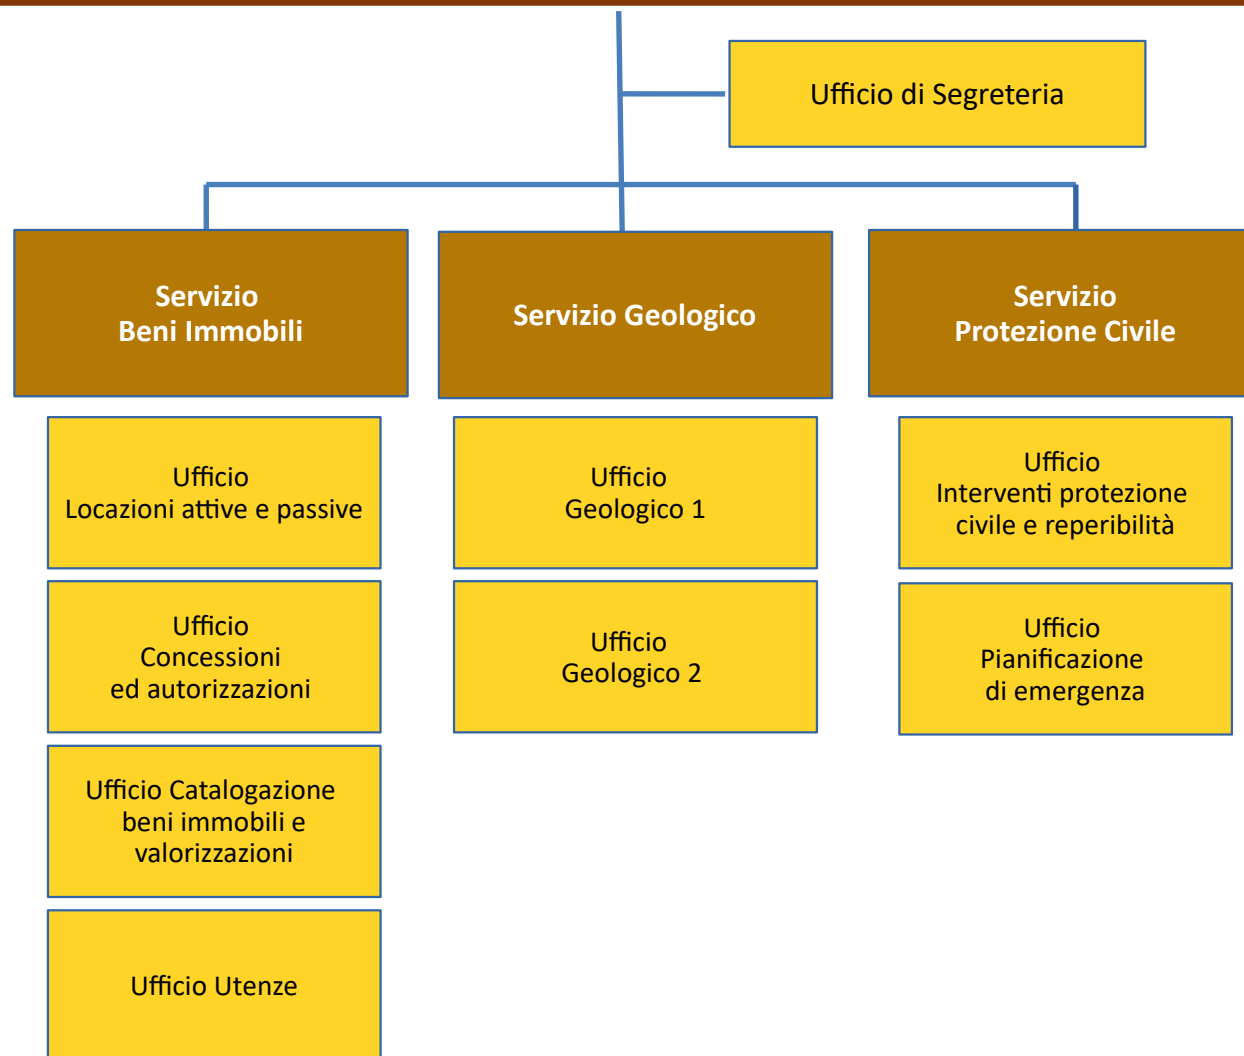 Ufficio di Segreteria
Servizio
Beni Immobili
Servizio Geologico
Servizio
Protezione Civile
Ufficio
Locazioni attive e passive
Ufficio
Concessioni
ed autorizzazioni
Ufficio Catalogazione
beni immobili e
valorizzazioni
Ufficio Utenze
Ufficio
Geologico 1
Ufficio
Geologico 2
Ufficio
Interventi protezione
civile e reperibilità
Ufficio
Pianificazione
di emergenza